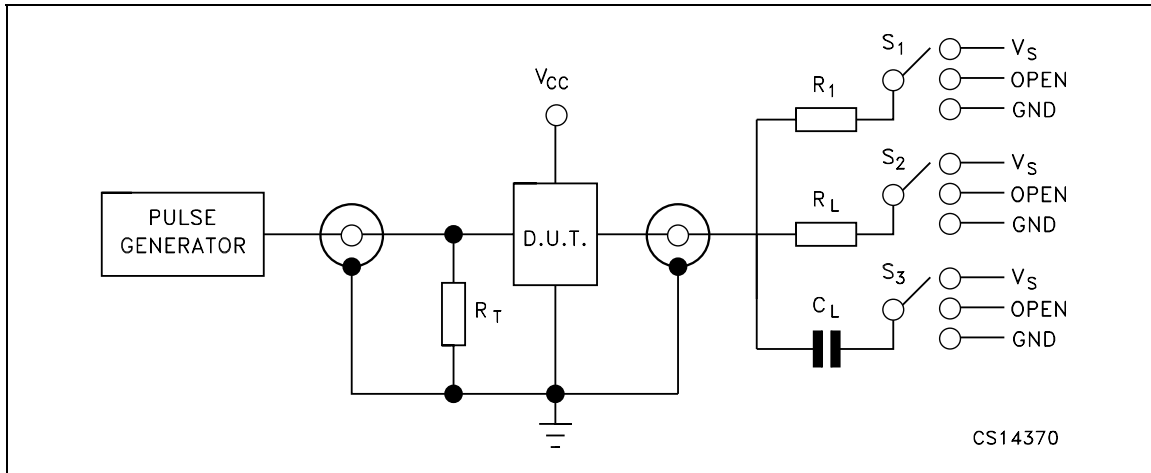 S1
VS
OPEN
GND
R1
VCC
S2
VS
OPEN
GND
RL
PULSE
GENERATOR
D.U.T.
RT
S3
VS
OPEN
GND
CL
CS14370